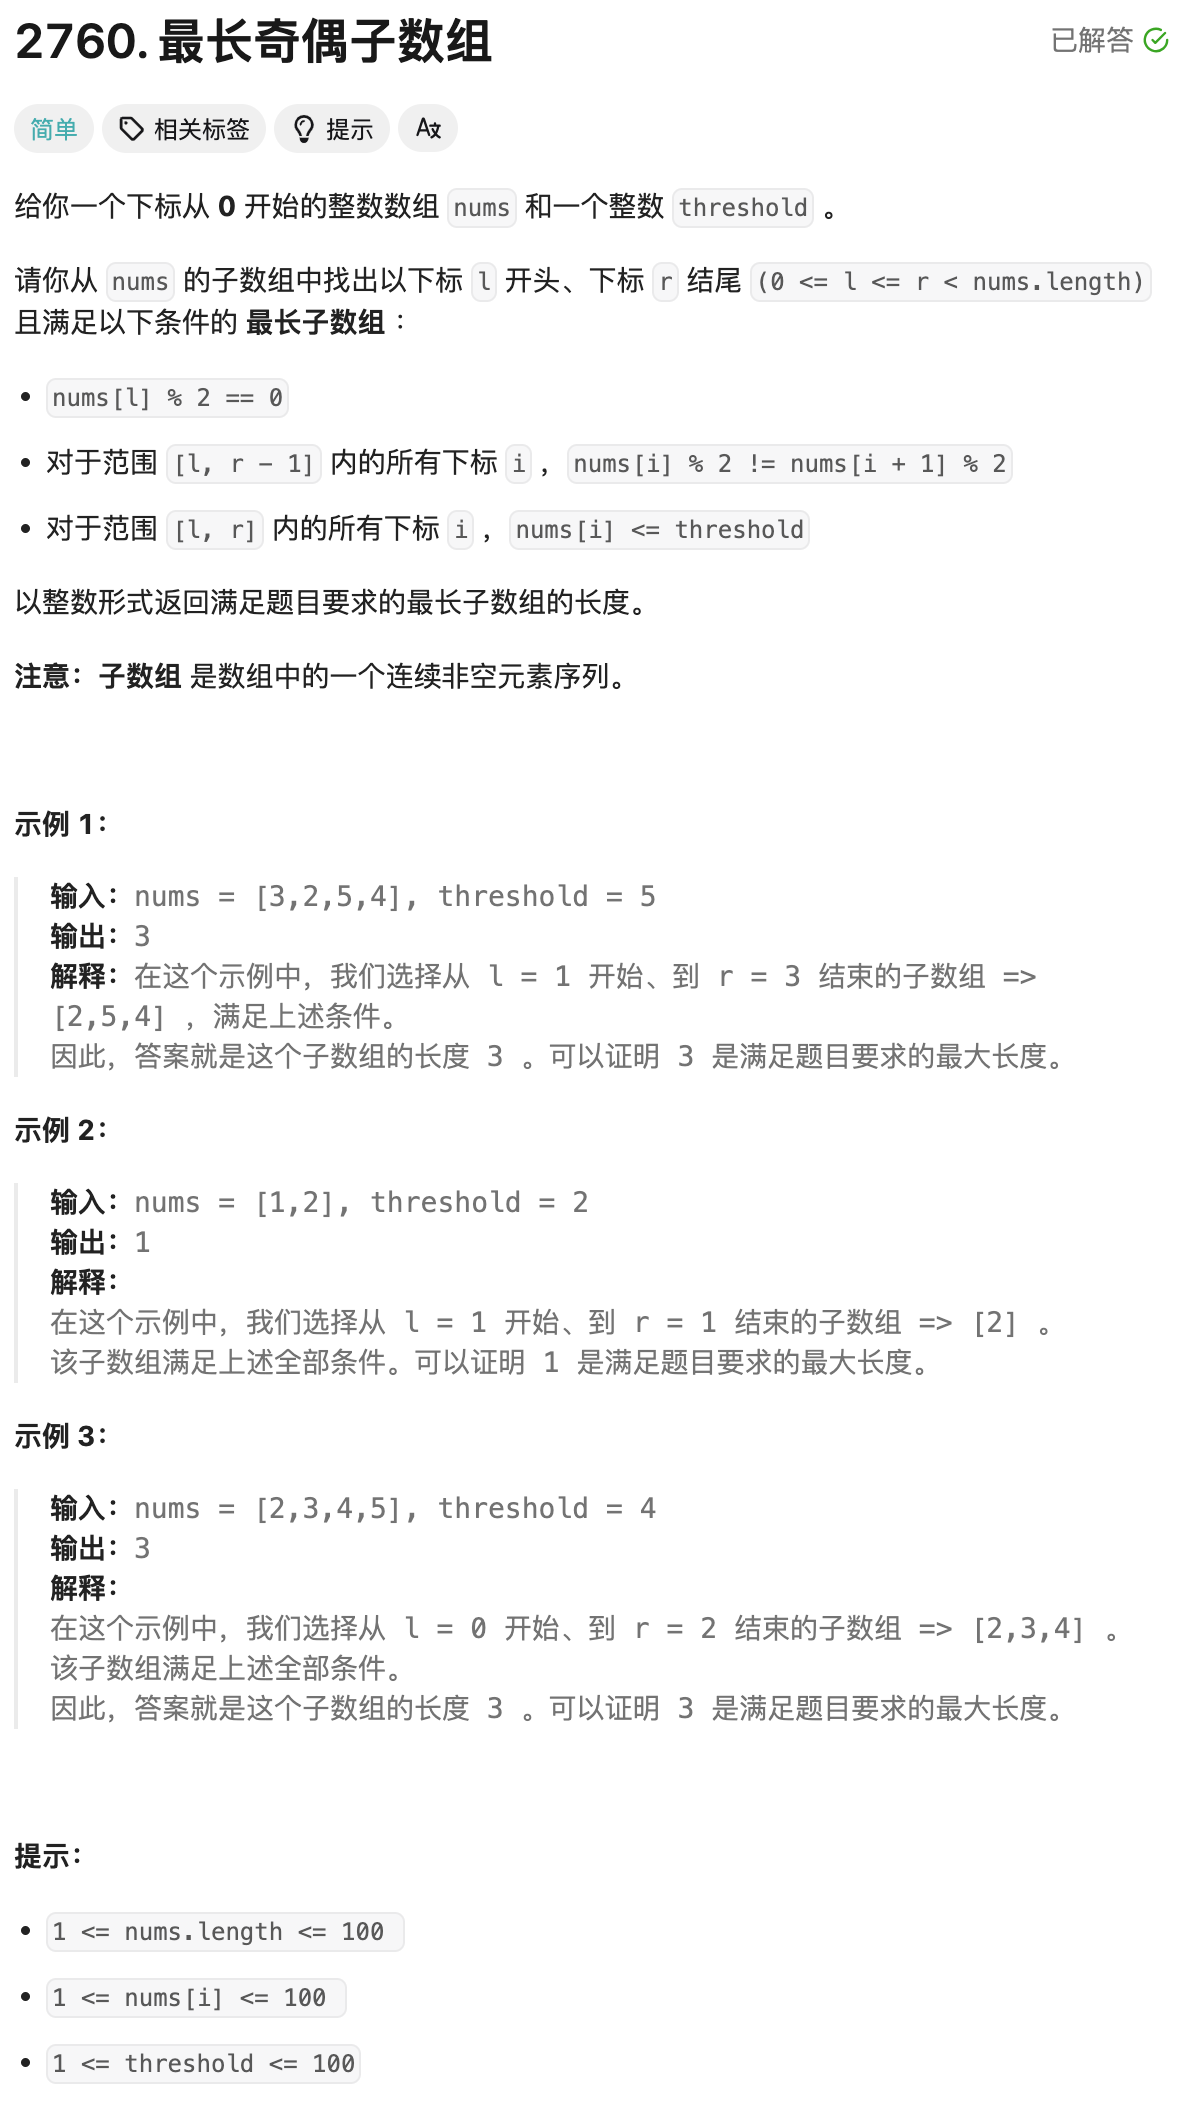 2760. 最长奇偶子数组
已解答
简单
相关标签
提示
给你一个下标从 0 开始的整数数组 nums 和一个整数 threshold 。
请你从 nums 的子数组中找出以下标 l 开头、下标 r 结尾 (0 <= l <= r < nums.length)
且满足以下条件的 最长子数组 ：
• nums[l] % 2 == 0
• 对于范围 [l, r - 1] 内的所有下标 i ，nums[i] % 2 != nums[i + 1] % 2
• 对于范围 [l, r] 内的所有下标 i ，nums[i] <= threshold
以整数形式返回满足题目要求的最长子数组的长度。
注意：子数组 是数组中的一个连续非空元素序列。
示例 1：
输入：nums = [3,2,5,4], threshold = 5
输出：3
解释：在这个示例中，我们选择从 l = 1 开始、到 r = 3 结束的子数组 =>
[2,5,4] ，满足上述条件。
因此，答案就是这个子数组的长度 3 。可以证明 3 是满足题目要求的最大长度。
示例 2：
输入：nums = [1,2], threshold = 2
输出：1
解释：
在这个示例中，我们选择从 l = 1 开始、到 r = 1 结束的子数组 => [2] 。
该子数组满足上述全部条件。可以证明 1 是满足题目要求的最大长度。
示例 3：
输入：nums = [2,3,4,5], threshold = 4
输出：3
解释：
在这个示例中，我们选择从 l = 0 开始、到 r = 2 结束的子数组 => [2,3,4] 。
该子数组满足上述全部条件。
因此，答案就是这个子数组的长度 3 。可以证明 3 是满足题目要求的最大长度。
提示：
• 1 <= nums.length <= 100
• 1 <= nums[i] <= 100
• 1 <= threshold <= 100